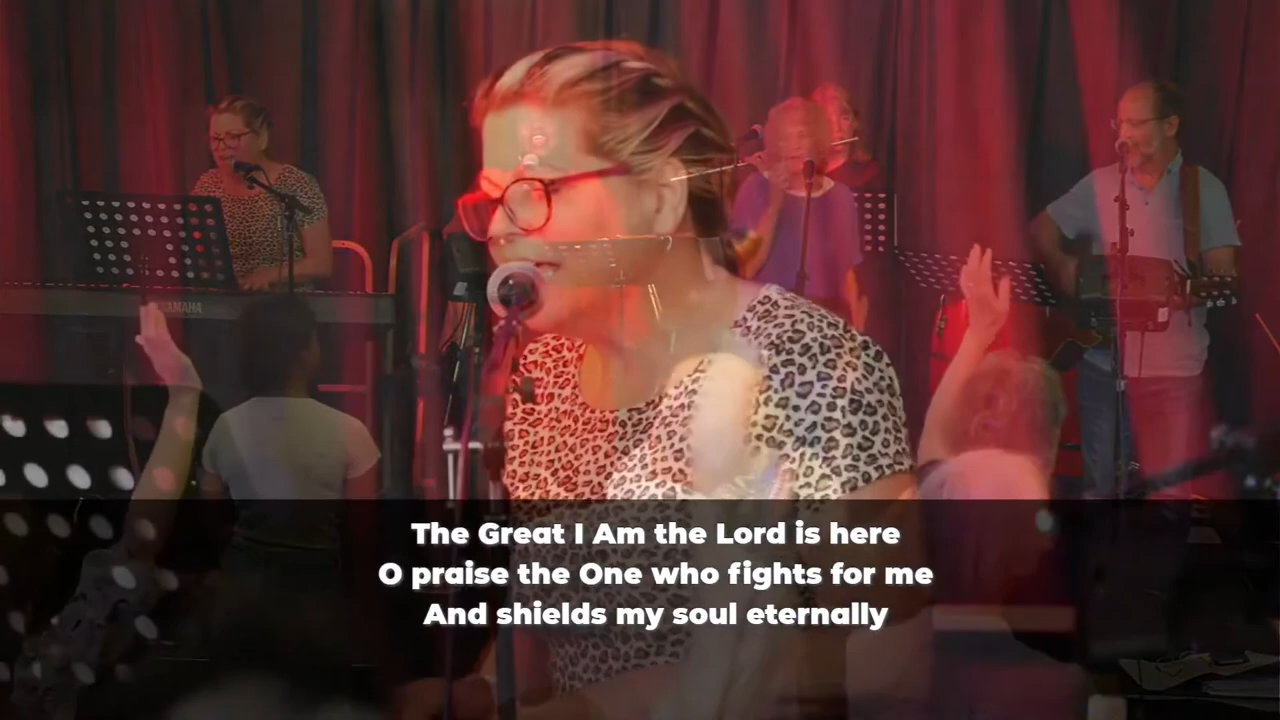 YAMAHA
The Great I Am the Lord is here
O praise the One who fights for me
And shields my soul eternally